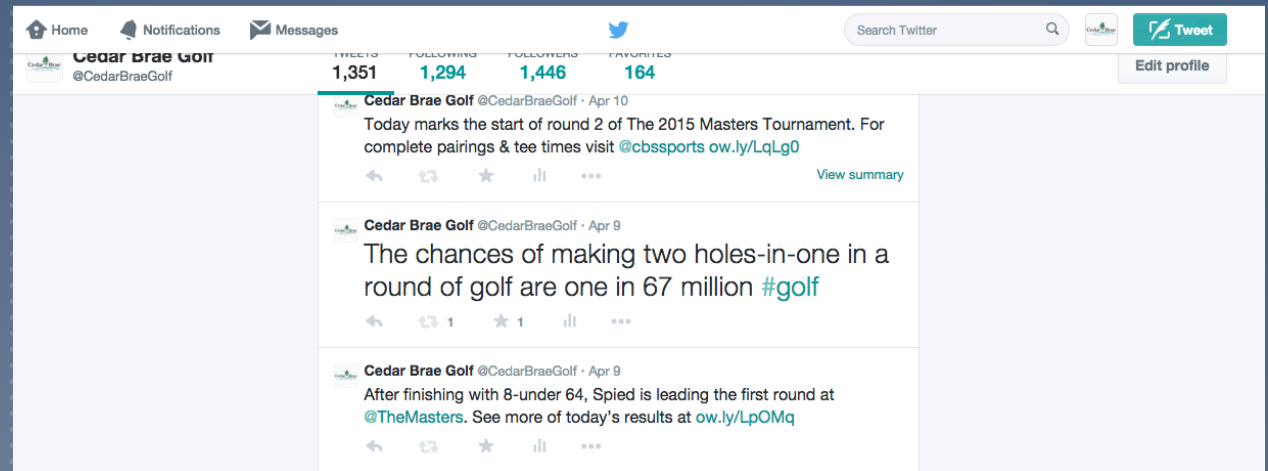 Home Notifications Messages Search Twitter Tweet
Cedar Brae Golf TWEETS FOLLOWING FOLLOWERS FAVORITES
@CedarBraeGolf 1,351 1,294 1,446 164 Edit profile
Cedar Brae Golf @CedarBraeGolf · Apr 10
Today marks the start of round 2 of The 2015 Masters Tournament. For
complete pairings & tee times visit @cbssports ow.ly/LqLg0
View summary
Cedar Brae Golf @CedarBraeGolf · Apr 9
The chances of making two holes-in-one in a
round of golf are one in 67 million #golf
1 1
Cedar Brae Golf @CedarBraeGolf · Apr 9
After finishing with 8-under 64, Spied is leading the first round at
@TheMasters. See more of today's results at ow.ly/LpOMq